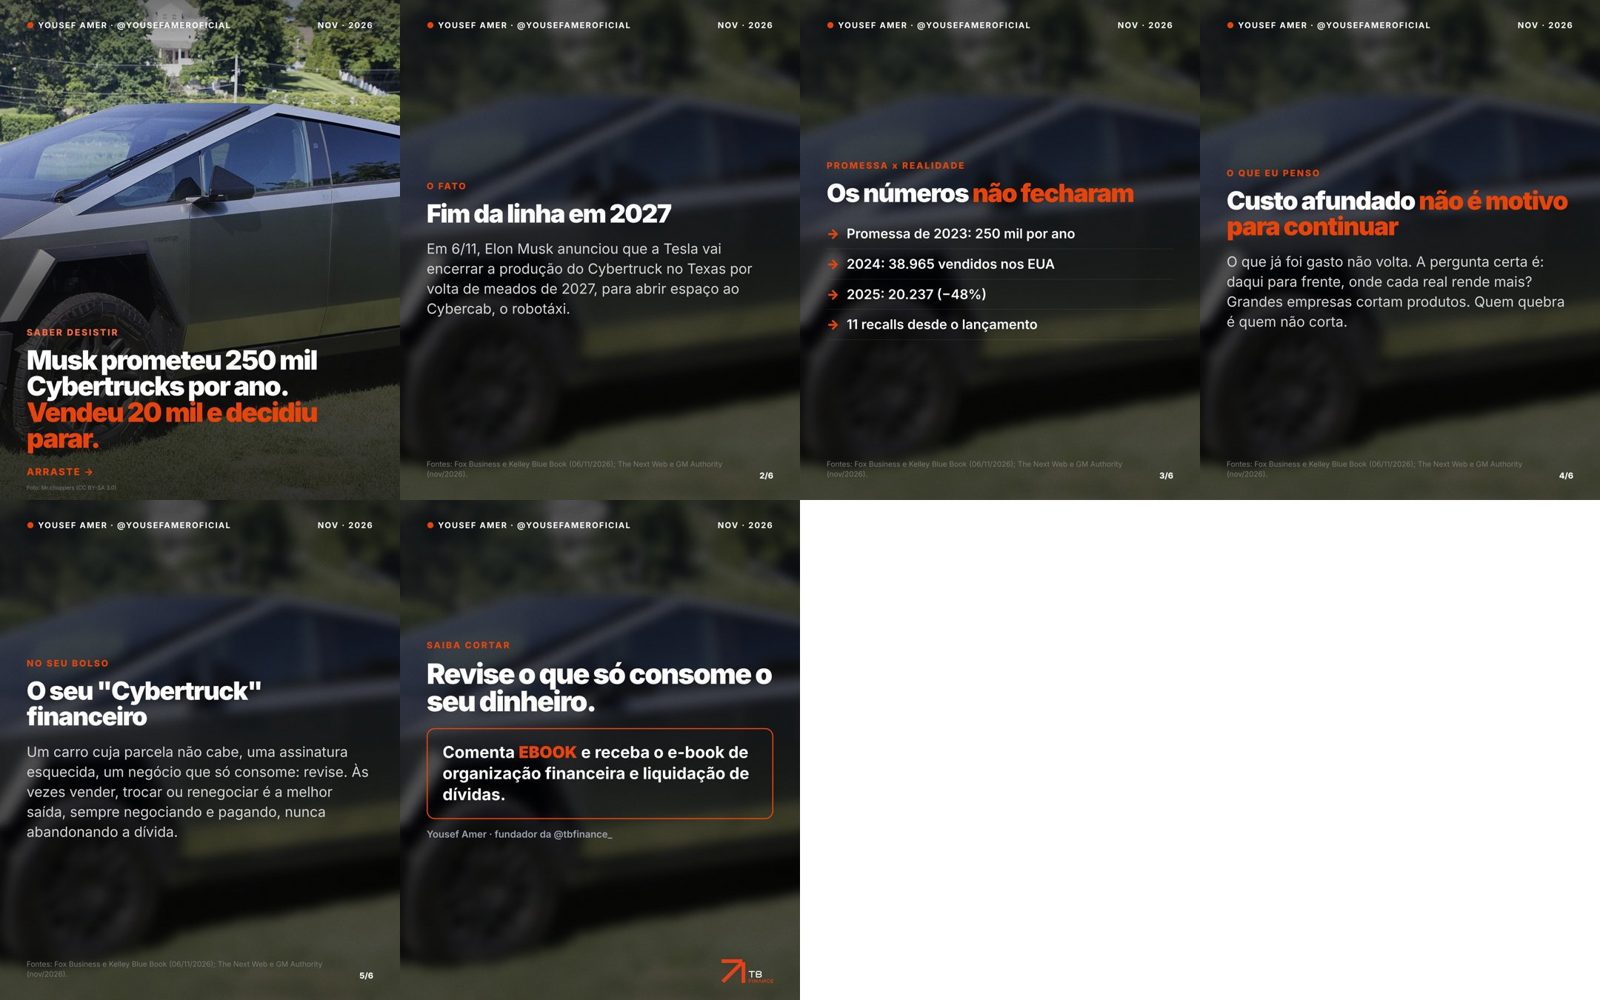 YOUSEF AMER · @YOUSEFAMEROFICIAL NOV · 2026
SABER DESISTIR
Musk prometeu 250 mil
Cybertrucks por ano.
Vendeu 20 mil e decidiu
parar.
ARRASTE →
Foto: Mr.choppers (CC BY-SA 3.0)
YOUSEF AMER · @YOUSEFAMEROFICIAL NOV · 2026
O FATO
Fim da linha em 2027
Em 6/11, Elon Musk anunciou que a Tesla vai
encerrar a produção do Cybertruck no Texas por
volta de meados de 2027, para abrir espaço ao
Cybercab, o robotáxi.
Fontes: Fox Business e Kelley Blue Book (06/11/2026); The Next Web e GM Authority
(nov/2026).
2/6
YOUSEF AMER · @YOUSEFAMEROFICIAL NOV · 2026
PROMESSA x REALIDADE
Os números não fecharam
→ Promessa de 2023: 250 mil por ano
→ 2024: 38.965 vendidos nos EUA
→ 2025: 20.237 (−48%)
→ 11 recalls desde o lançamento
Fontes: Fox Business e Kelley Blue Book (06/11/2026); The Next Web e GM Authority
(nov/2026).
3/6
YOUSEF AMER · @YOUSEFAMEROFICIAL NOV · 2026
O QUE EU PENSO
Custo afundado não é motivo
para continuar
O que já foi gasto não volta. A pergunta certa é:
daqui para frente, onde cada real rende mais?
Grandes empresas cortam produtos. Quem quebra
é quem não corta.
Fontes: Fox Business e Kelley Blue Book (06/11/2026); The Next Web e GM Authority
(nov/2026).
4/6
YOUSEF AMER · @YOUSEFAMEROFICIAL NOV · 2026
NO SEU BOLSO
O seu "Cybertruck"
financeiro
Um carro cuja parcela não cabe, uma assinatura
esquecida, um negócio que só consome: revise. Às
vezes vender, trocar ou renegociar é a melhor
saída, sempre negociando e pagando, nunca
abandonando a dívida.
Fontes: Fox Business e Kelley Blue Book (06/11/2026); The Next Web e GM Authority
(nov/2026).
5/6
YOUSEF AMER · @YOUSEFAMEROFICIAL NOV · 2026
SAIBA CORTAR
Revise o que só consome o
seu dinheiro.
Comenta EBOOK e receba o e-book de
organização financeira e liquidação de
dívidas.
Yousef Amer · fundador da @tbfinance_
TB
FINANCE